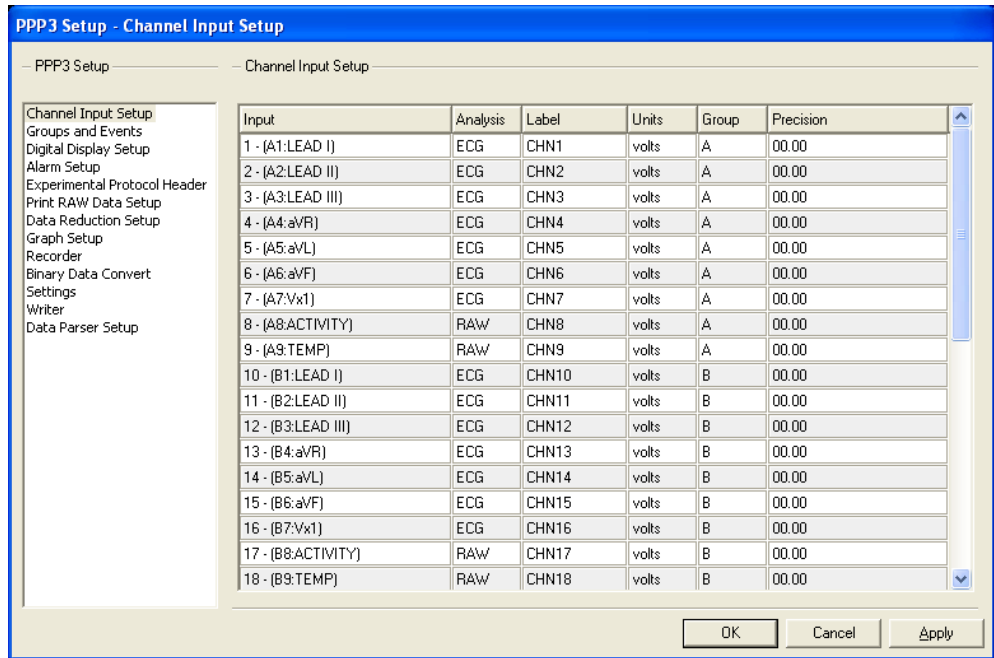 PPP3 Setup - Channel Input Setup
PPP3 Setup
Channel Input Setup
Channel Input Setup
Groups and Events
Digital Display Setup
Alarm Setup
Experimental Protocol Header
Print RAW Data Setup
Data Reduction Setup
Graph Setup
Recorder
Binary Data Convert
Settings
Writer
Data Parser Setup
Input Analysis Label Units Group Precision
1 - (A1:LEAD I) ECG CHN1 volts A 00.00
2 - (A2:LEAD II) ECG CHN2 volts A 00.00
3 - (A3:LEAD III) ECG CHN3 volts A 00.00
4 - (A4:aVR) ECG CHN4 volts A 00.00
5 - (A5:aVL) ECG CHN5 volts A 00.00
6 - (A6:aVF) ECG CHN6 volts A 00.00
7 - (A7:Vx1) ECG CHN7 volts A 00.00
8 - (A8:ACTIVITY) RAW CHN8 volts A 00.00
9 - (A9:TEMP) RAW CHN9 volts A 00.00
10 - (B1:LEAD I) ECG CHN10 volts B 00.00
11 - (B2:LEAD II) ECG CHN11 volts B 00.00
12 - (B3:LEAD III) ECG CHN12 volts B 00.00
13 - (B4:aVR) ECG CHN13 volts B 00.00
14 - (B5:aVL) ECG CHN14 volts B 00.00
15 - (B6:aVF) ECG CHN15 volts B 00.00
16 - (B7:Vx1) ECG CHN16 volts B 00.00
17 - (B8:ACTIVITY) RAW CHN17 volts B 00.00
18 - (B9:TEMP) RAW CHN18 volts B 00.00
OK Cancel Apply